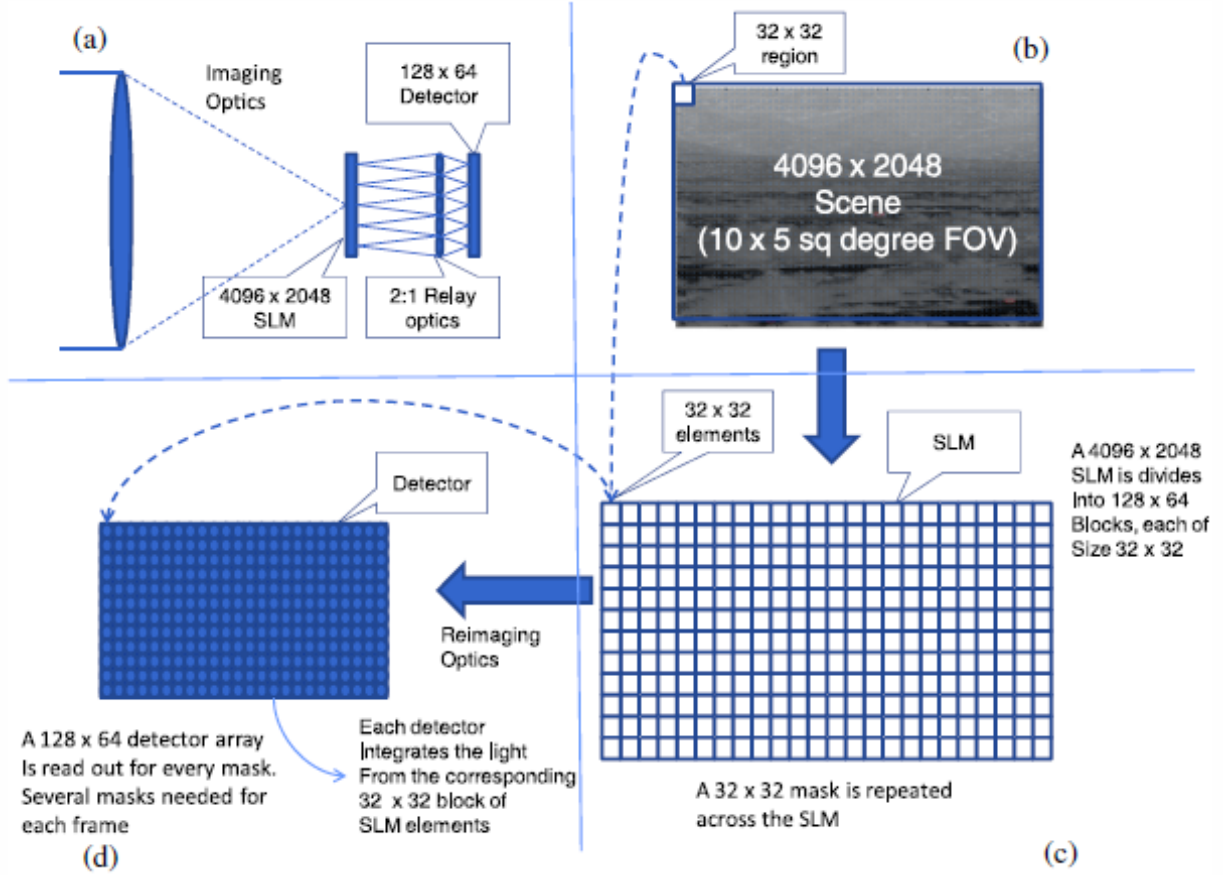 (a)
Imaging
Optics
128 x 64
Detector
4096 x 2048
SLM
2:1 Relay
optics
32 x 32
region
(b)
4096 x 2048
Scene
(10 x 5 sq degree FOV)
32 x 32
elements
SLM
A 4096 x 2048
SLM is divides
Into 128 x 64
Blocks, each of
Size 32 x 32
A 32 x 32 mask is repeated
across the SLM
(c)
Detector
Reimaging
Optics
A 128 x 64 detector array
Is read out for every mask.
Several masks needed for
each frame
Each detector
Integrates the light
From the corresponding
32 x 32 block of
SLM elements
(d)